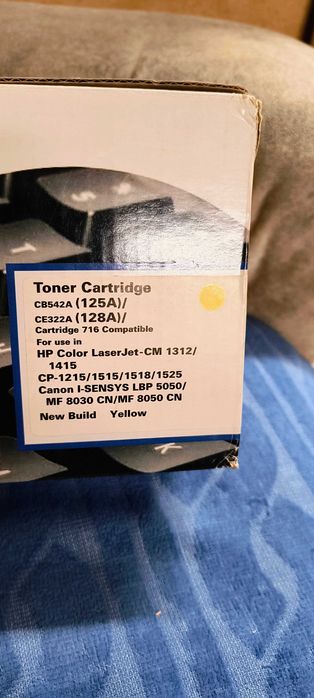 5
T
Toner Cartridge
CB542A (125A)/
CE322A (128A)/
Cartridge 716 Compatible
For use in
HP Color LaserJet-CM 1312/
1415
CP-1215/1515/1518/1525
Canon I-SENSYS LBP 5050/
MF 8030 CN/MF 8050 CN
New Build Yellow
K